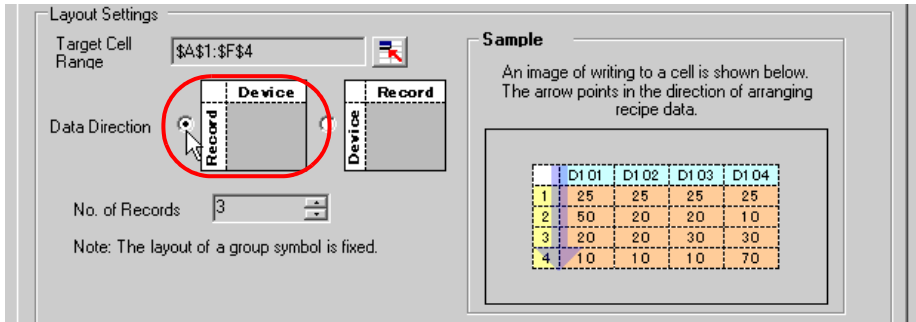 Layout Settings
Target Cell
Range
$A$1:$F$4
Data Direction
Device
Record
Record
Device
No. of Records
3
Note: The layout of a group symbol is fixed.
Sample
An image of writing to a cell is shown below.
The arrow points in the direction of arranging
recipe data.
D101 D102 D103 D104
1 25 25 25 25
2 50 20 20 10
3 20 20 30 30
4 10 10 10 70